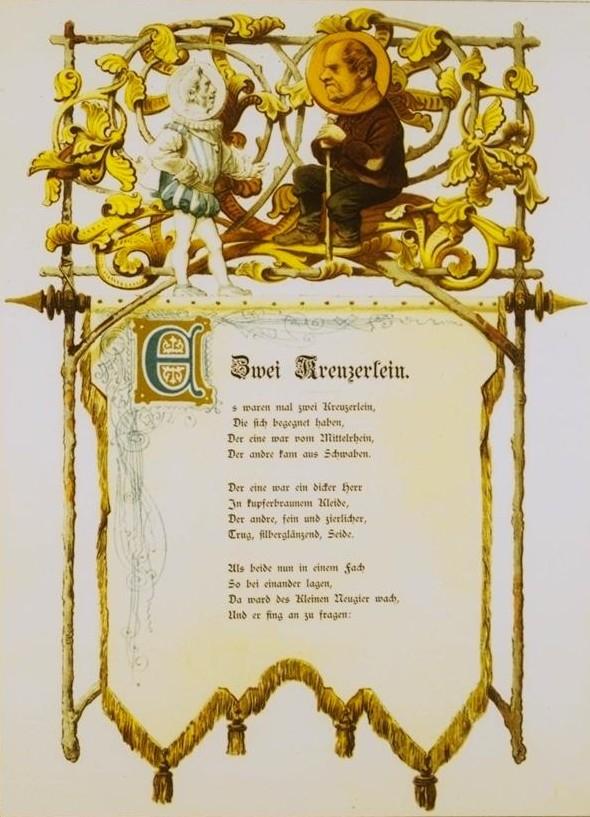 Zwei Kreuzerlein.
Es waren mal zwei Kreuzerlein,
Die sich begegnet haben,
Der eine war vom Mittelrhein,
Der andre kam aus Schwaben.
Der eine war ein dicker Herr
In kupferbraunem Kleide,
Der andre, fein und zierlicher,
Trug, silberglänzend, Seide.
Als beide nun in einem Fach
So bei einander lagen,
Da ward des Kleinen Neugier wach,
Und er fing an zu fragen: